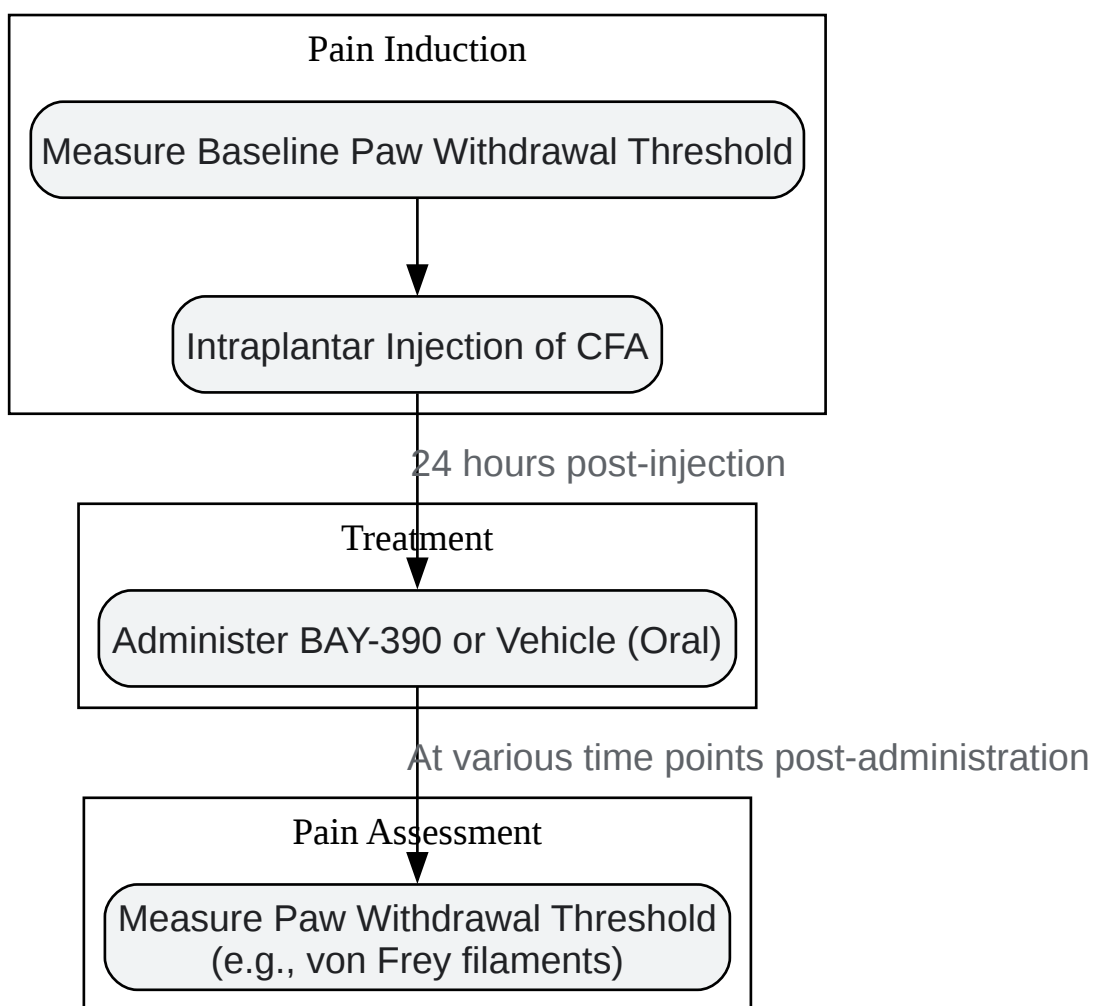 Pain Induction
Measure Baseline Paw Withdrawal Threshold
Intraplantar Injection of CFA
24 hours post-injection
Treatment
Administer BAY-390 or Vehicle (Oral)
At various time points post-administration
Pain Assessment
Measure Paw Withdrawal Threshold
(e.g., von Frey filaments)